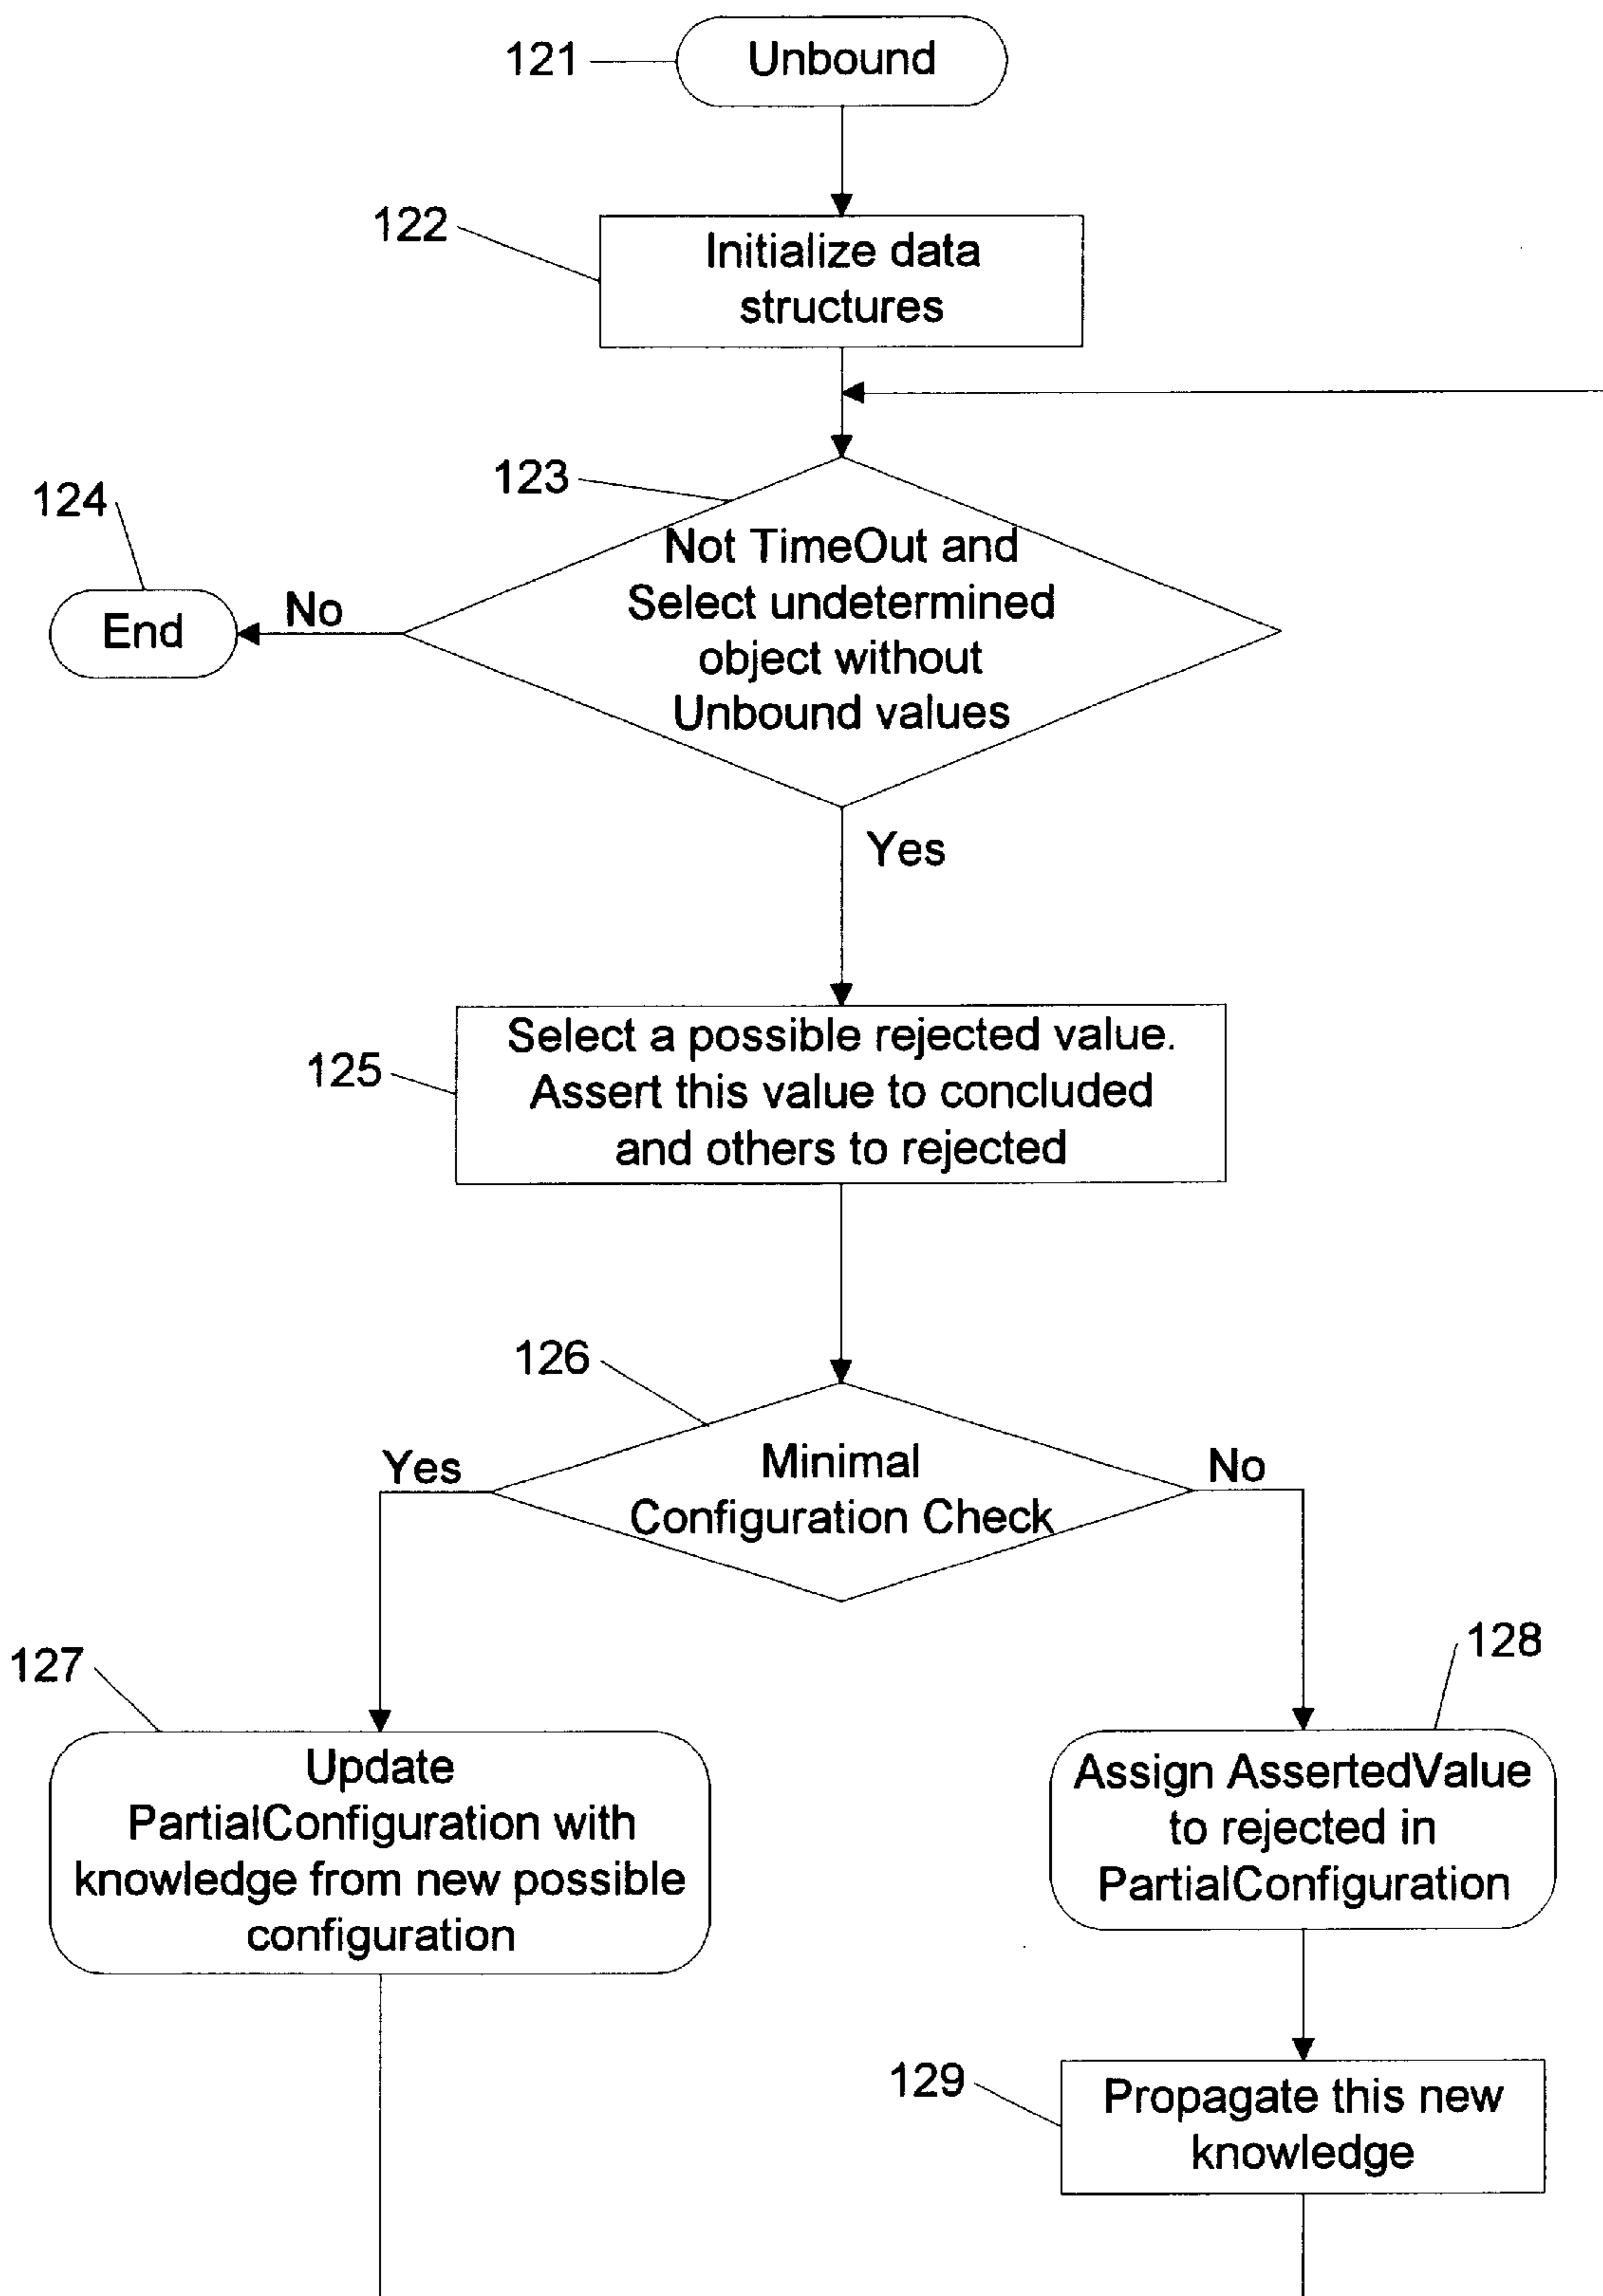 121
Unbound
122
Initialize data
structures
123
124
Not TimeOut and
Select undetermined
object without
Unbound values
No
End
Yes
125
Select a possible rejected value.
Assert this value to concluded
and others to rejected
126
Minimal
Configuration Check
Yes
No
127
128
Update
PartialConfiguration with
knowledge from new possible
configuration
Assign AssertedValue
to rejected in
PartialConfiguration
129
Propagate this new
knowledge